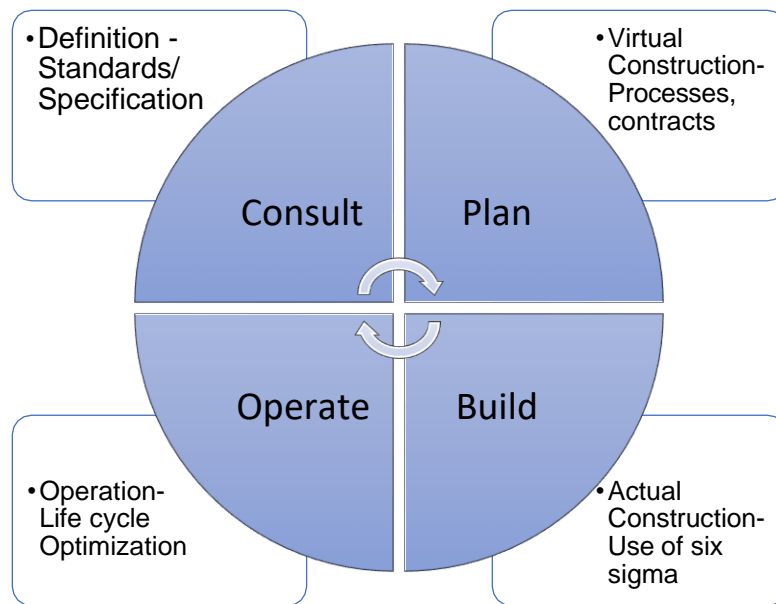 •Definition -
Standards/
Specification
•Virtual
Construction-
Processes,
contracts
Consult
Plan
Operate
Build
•Operation-
Life cycle
Optimization
•Actual
Construction-
Use of six
sigma